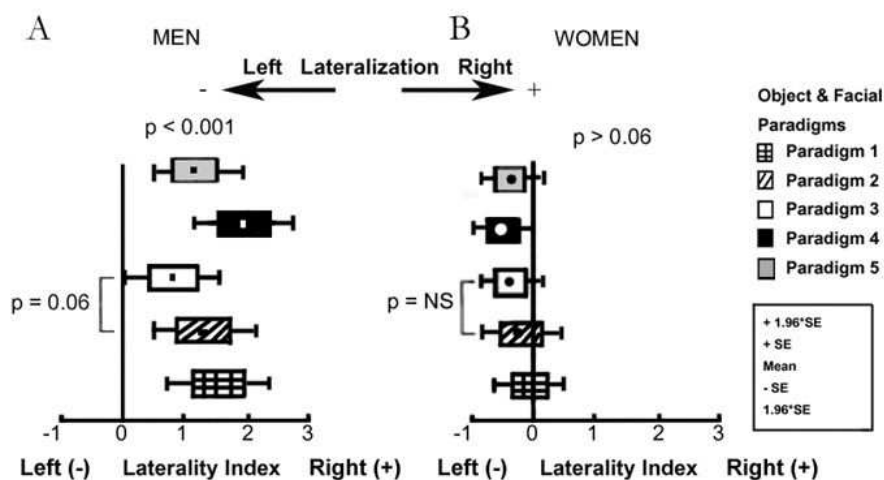 A
MEN
B
WOMEN
Left Lateralization Right
- +
p < 0.001
p > 0.06
p = 0.06
p = NS
-1 0 1 2 3
Left (-) Laterality Index Right (+)
-1 0 1 2 3
Left (-) Laterality Index Right (+)
Object & Facial
Paradigms
Paradigm 1
Paradigm 2
Paradigm 3
Paradigm 4
Paradigm 5
+ 1.96*SE
+ SE
Mean
- SE
1.96*SE